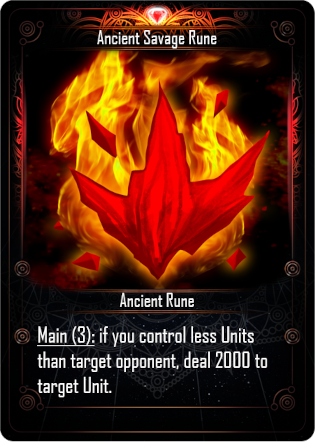 Ancient Savage Rune
Ancient Rune
Main (3): if you control less Units
than target opponent, deal 2000 to
target Unit.